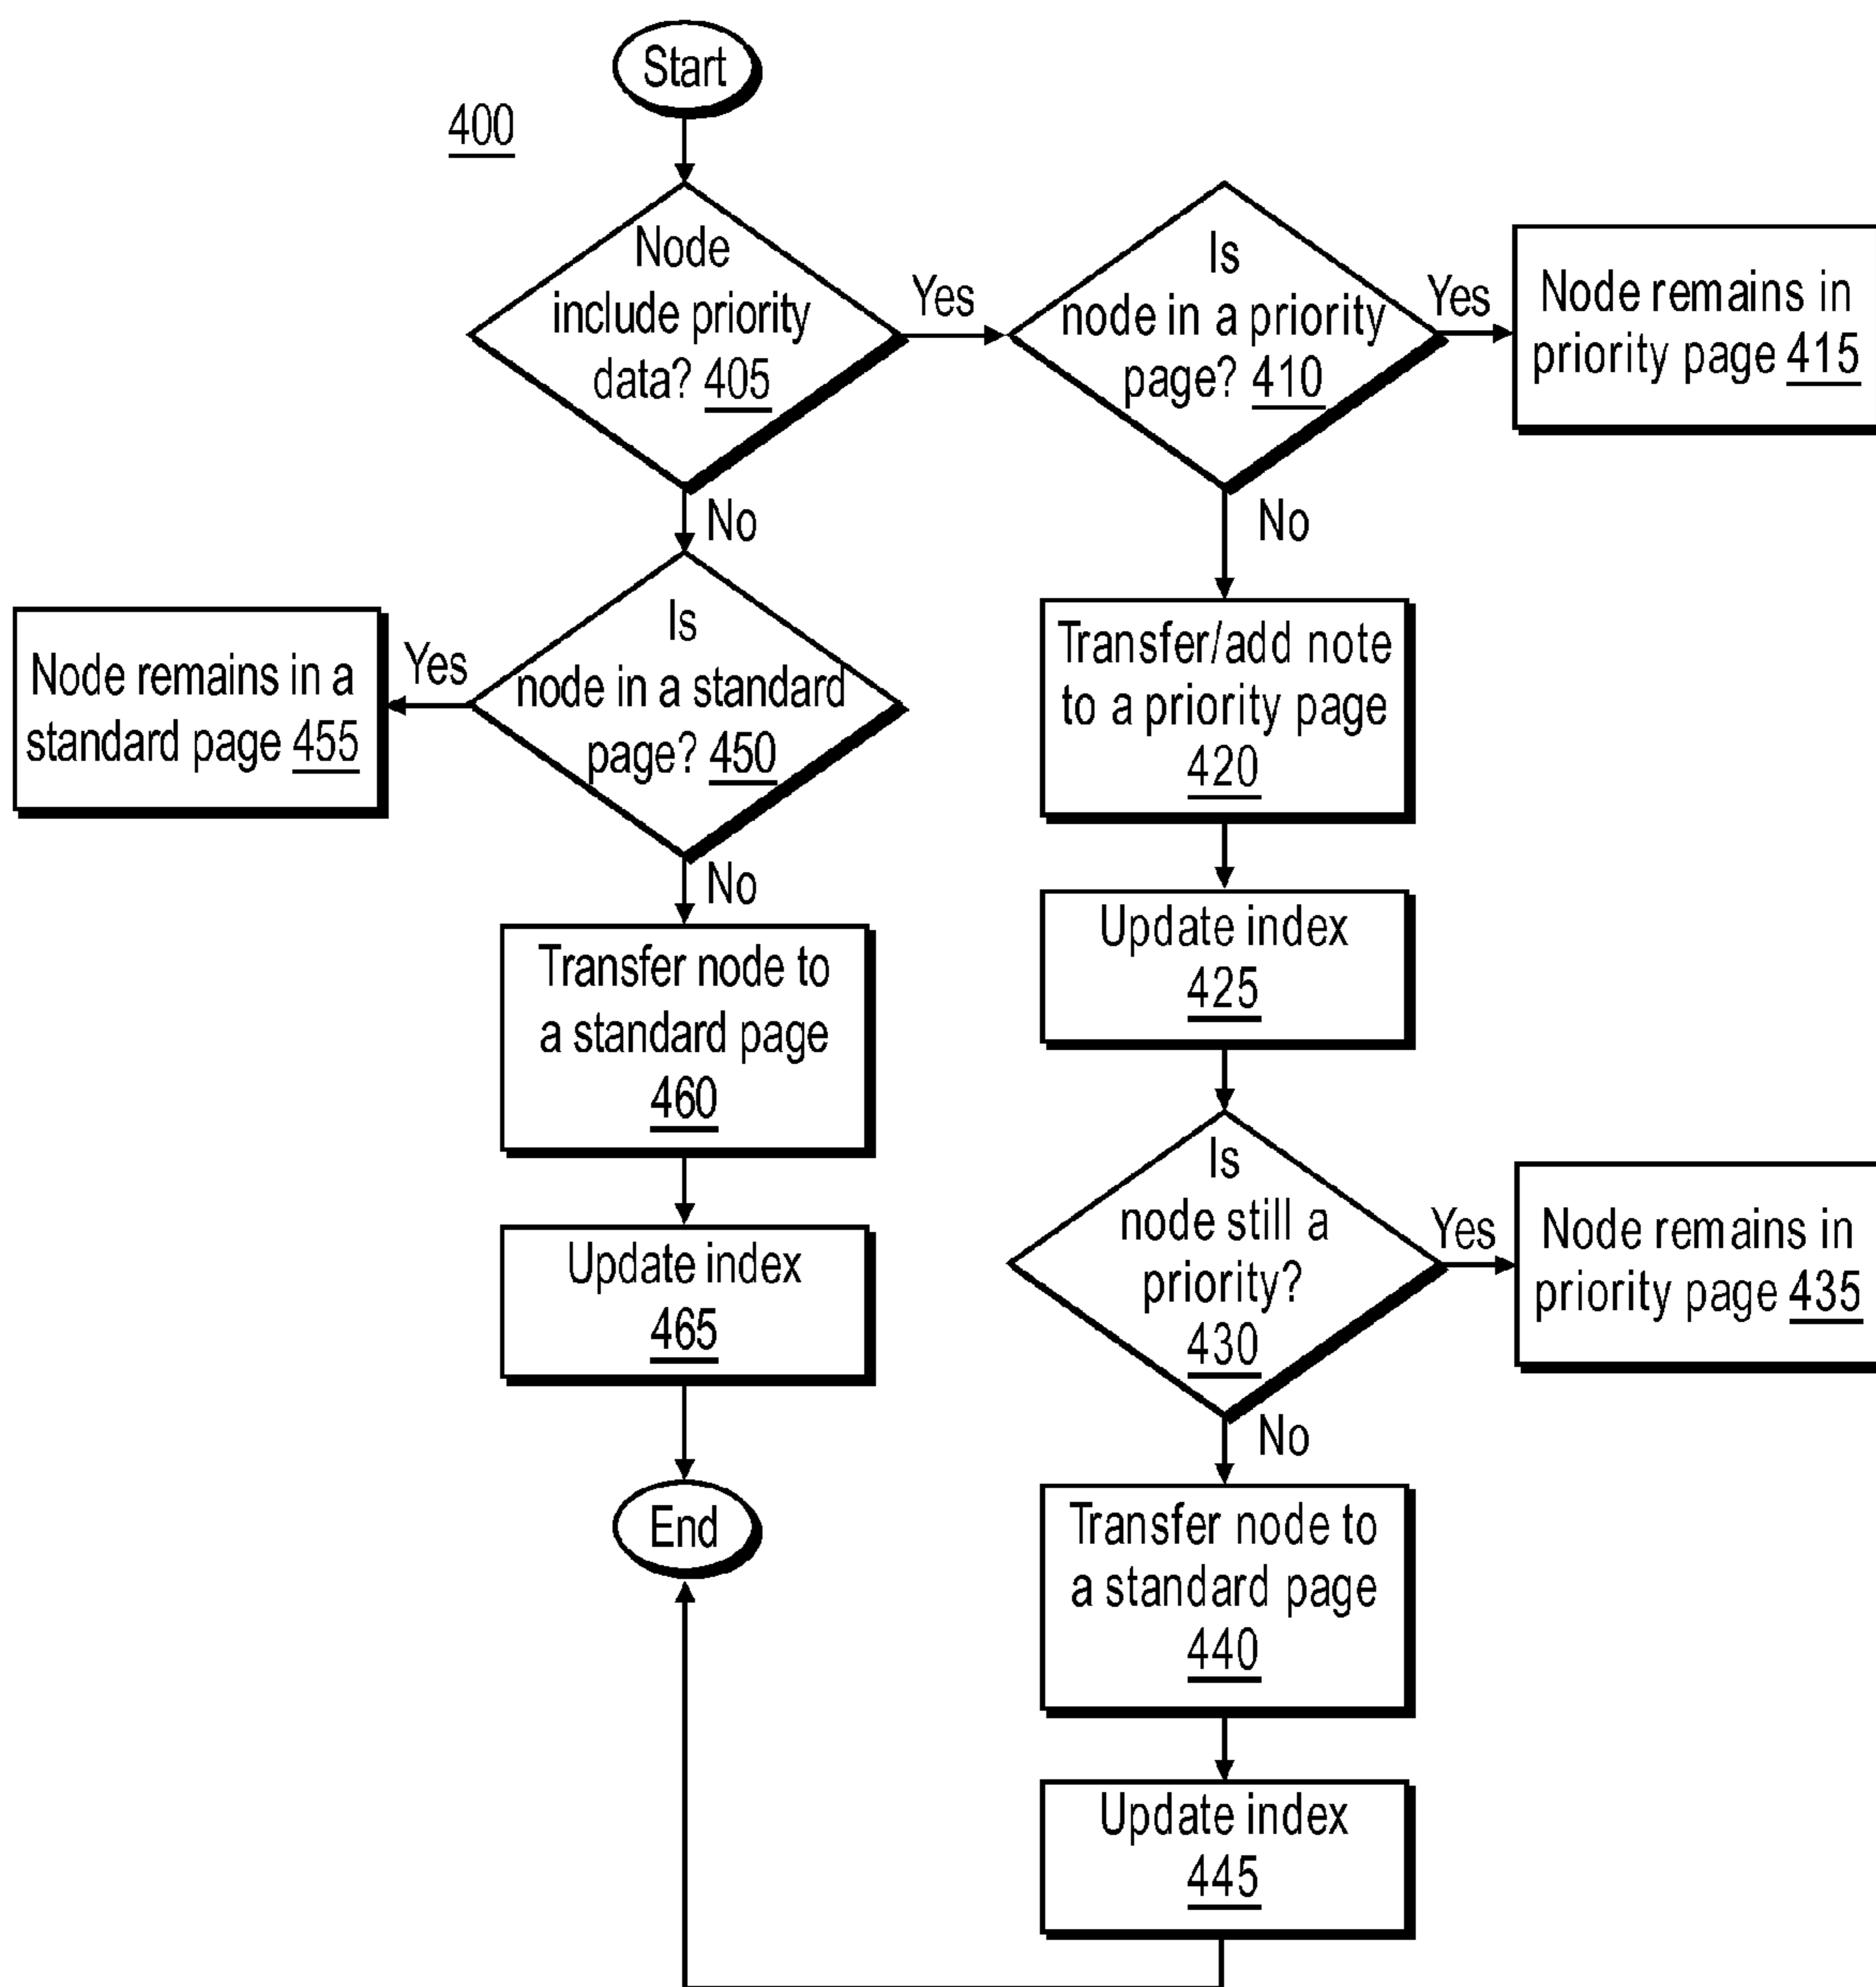 Start
400
Node
include priority
data? 405
Yes
Is
node in a priority
page? 410
Yes
Node remains in
priority page 415
No
No
Is
node in a standard
page? 450
Yes
Node remains in a
standard page 455
Transfer/add note
to a priority page
420
No
Update index
425
Transfer node to
a standard page
460
Is
node still a
priority?
430
Yes
Node remains in
priority page 435
Update index
465
No
End
Transfer node to
a standard page
440
Update index
445